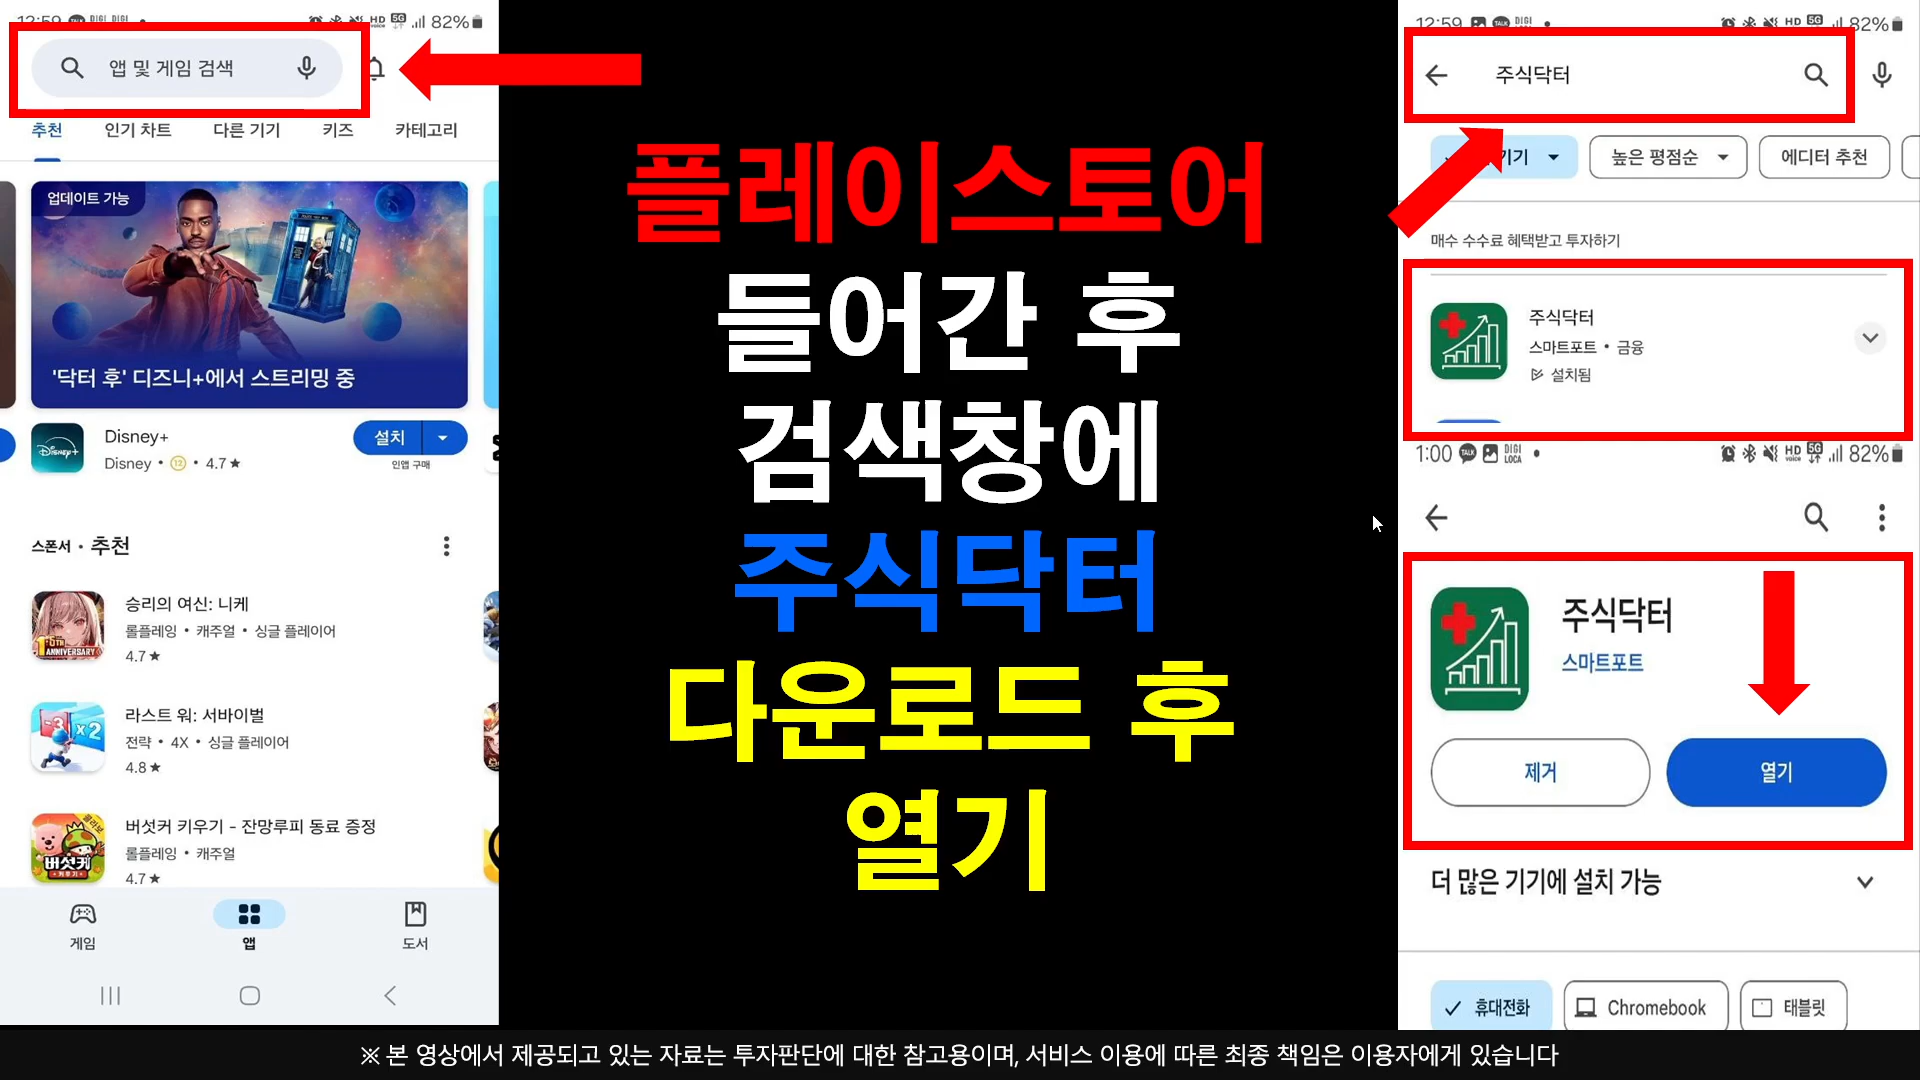 82%
앱 및 게임 검색
추천
인기 차트
다른 기기
키즈
카테고리
업데이트 가능
'닥터 후' 디즈니+에서 스트리밍 중
Disney+
Disney • 12 • 4.7★
설치
인앱 구매
스폰서 • 추천
승리의 여신: 니케
롤플레잉 • 캐주얼 • 싱글 플레이어
4.7★
라스트 워: 서바이벌
전략 • 4X • 싱글 플레이어
4.8★
버섯커 키우기 - 잔망루피 동료 증정
롤플레잉 • 캐주얼
4.7★
게임
앱
도서
플레이스토어
들어간 후
검색창에
주식닥터
다운로드 후
열기
12:59
82%
주식닥터
기기
높은 평점순
에디터 추천
매수 수수료 혜택받고 투자하기
주식닥터
스마트포트 • 금융
설치됨
1:00
82%
주식닥터
스마트포트
제거
열기
더 많은 기기에 설치 가능
휴대전화
Chromebook
태블릿
※ 본 영상에서 제공되고 있는 자료는 투자판단에 대한 참고용이며, 서비스 이용에 따른 최종 책임은 이용자에게 있습니다